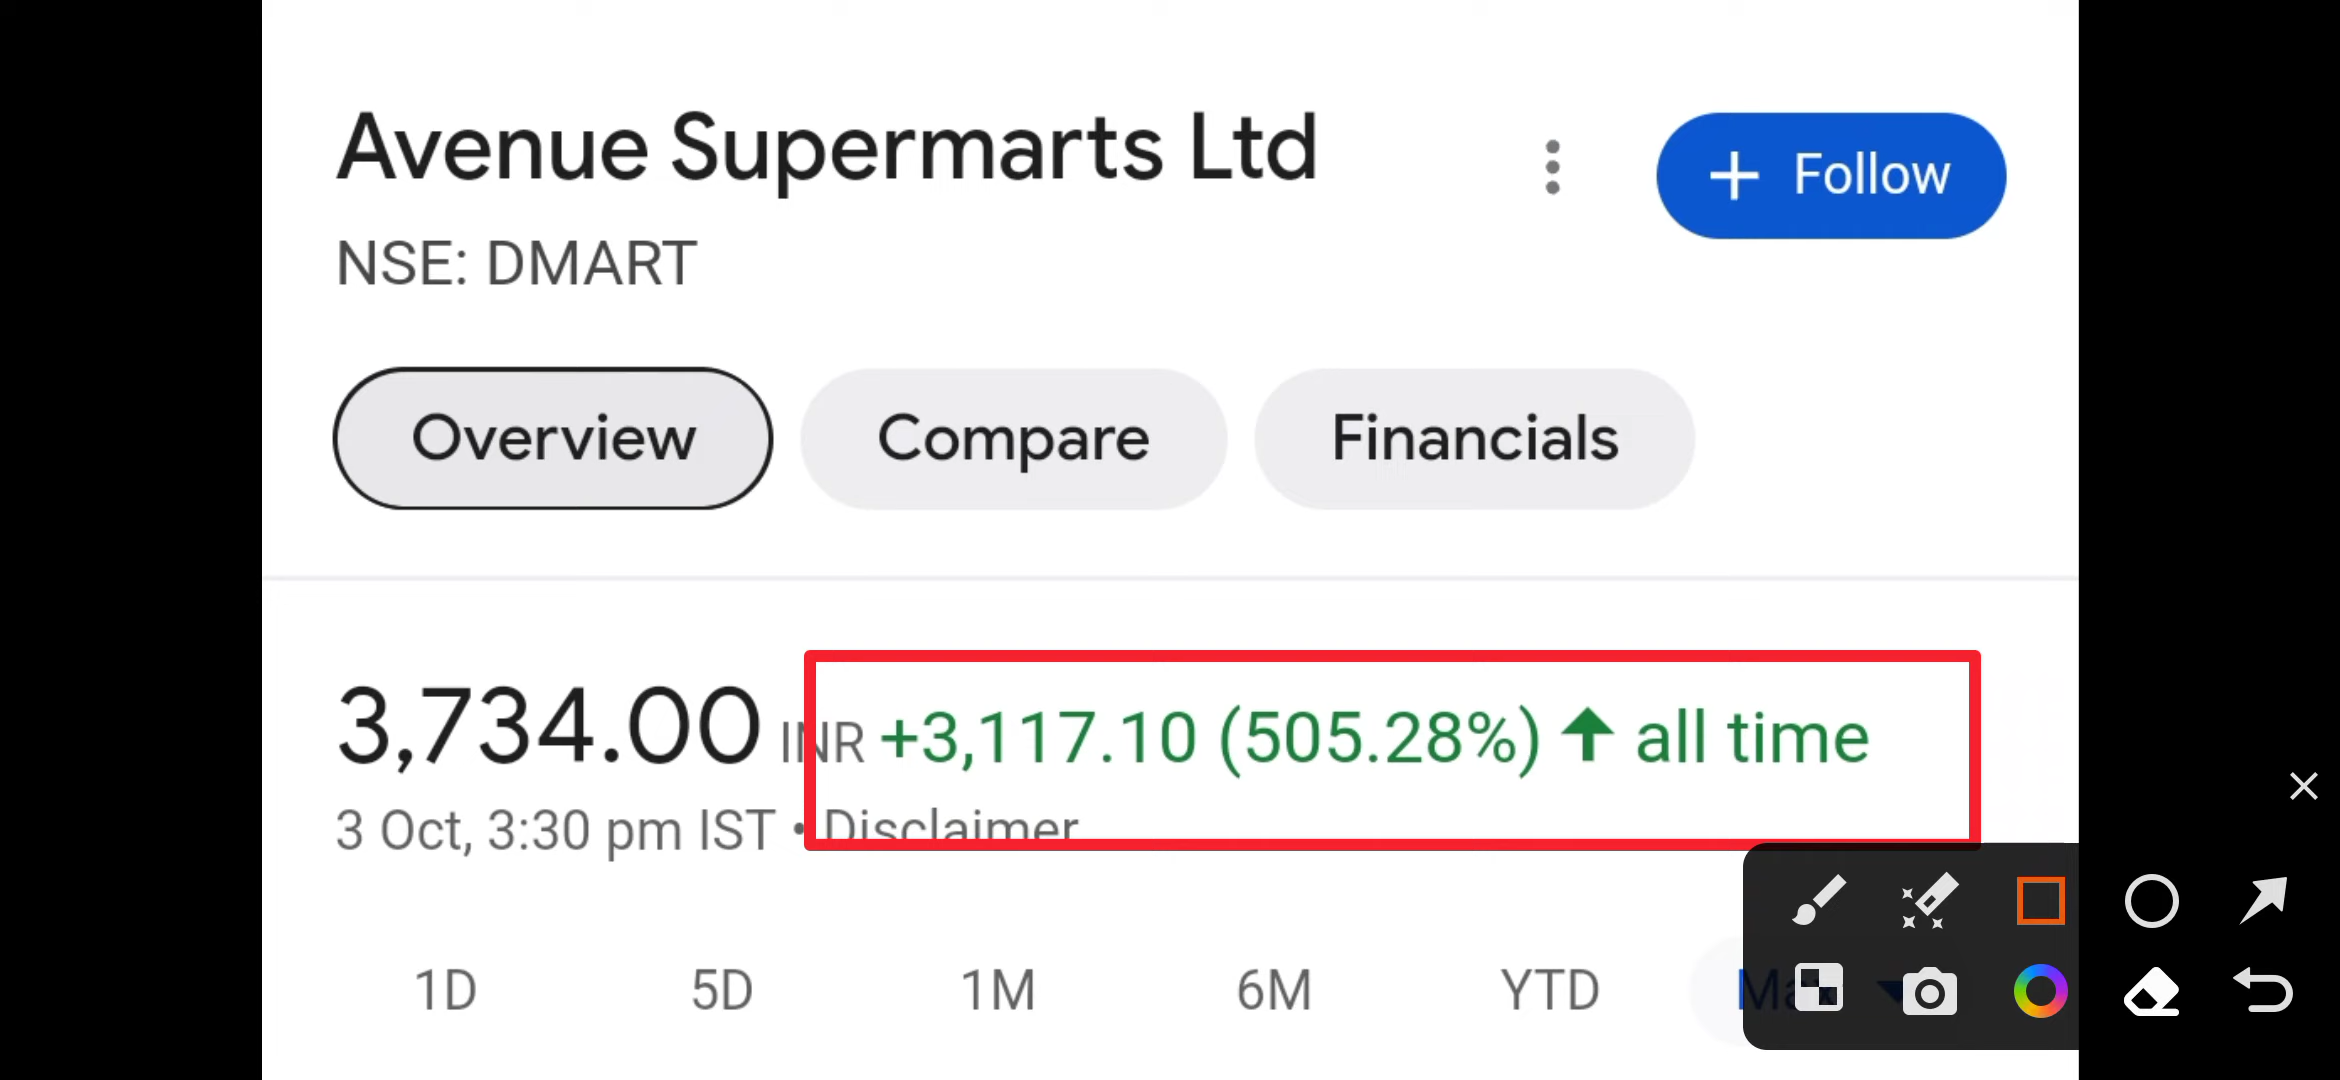 Avenue Supermarts Ltd
+ Follow
NSE: DMART
Overview Compare Financials
3,734.00 INR +3,117.10 (505.28%) ↑ all time
3 Oct, 3:30 pm IST • Disclaimer
1D 5D 1M 6M YTD Max